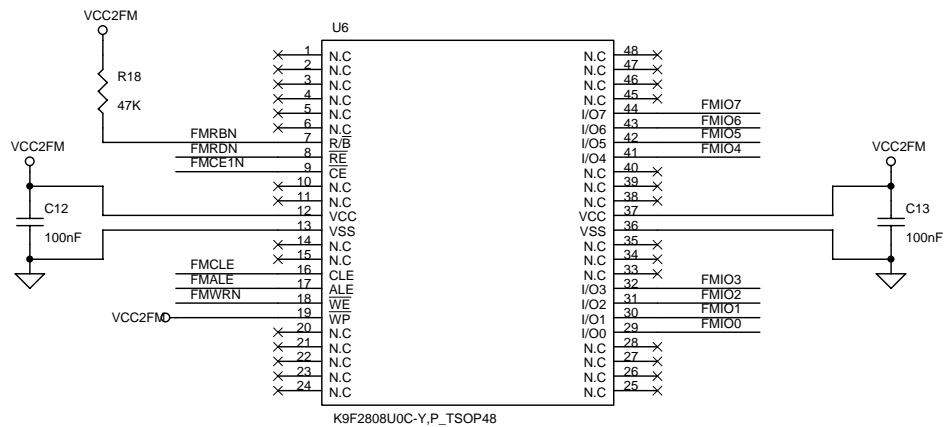 VCC2FM
U6
R18
47K
1 N.C
2 N.C
3 N.C
4 N.C
5 N.C
6 N.C
FMRBN 7 R/B
FMRDN 8 RE
FMCE1N 9 CE
10 N.C
11 N.C
12 VCC
13 VSS
14 N.C
15 N.C
FMCLE 16 CLE
FMALE 17 ALE
FMWRN 18 WE
VCC2FM 19 WP
20 N.C
21 N.C
22 N.C
23 N.C
24 N.C
VCC2FM
C12
100nF
N.C 48
N.C 47
N.C 46
N.C 45
I/O7 44 FMIO7
I/O6 43 FMIO6
I/O5 42 FMIO5
I/O4 41 FMIO4
N.C 40
N.C 39
N.C 38
VCC 37
VSS 36
N.C 35
N.C 34
N.C 33
I/O3 32 FMIO3
I/O2 31 FMIO2
I/O1 30 FMIO1
I/O0 29 FMIO0
N.C 28
N.C 27
N.C 26
N.C 25
VCC2FM
C13
100nF
K9F2808U0C-Y,P_TSOP48